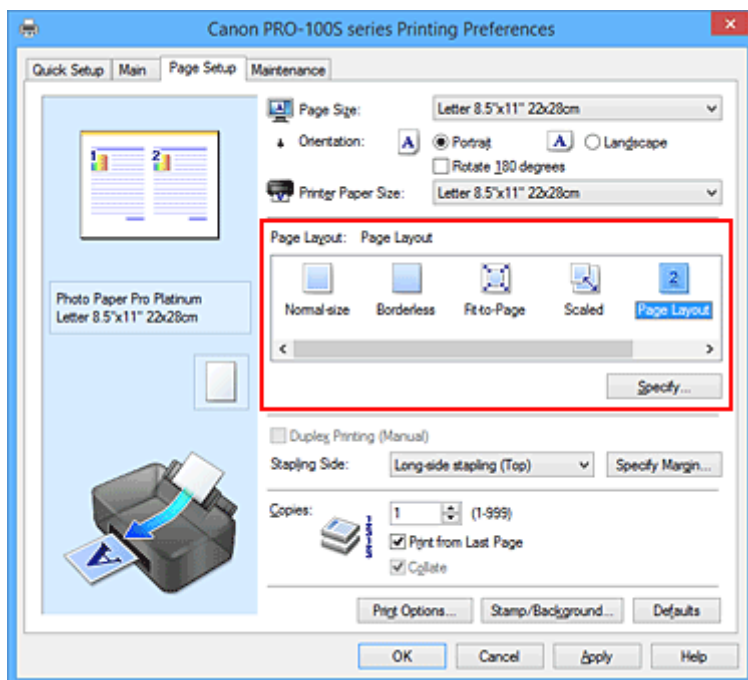 Canon PRO-100S series Printing Preferences
Quick Setup Main Page Setup Maintenance
Page Size: Letter 8.5"x11" 22x28cm
Orientation: A Portrait A Landscape
Rotate 180 degrees
Printer Paper Size: Letter 8.5"x11" 22x28cm
1 2
Photo Paper Pro Platinum
Letter 8.5"x11" 22x28cm
Page Layout: Page Layout
2
Normal-size Borderless Fit-to-Page Scaled Page Layout
Specify...
Duplex Printing (Manual)
Stapling Side: Long-side stapling (Top) Specify Margin...
Copies: 1 (1-999)
Print from Last Page
Collate
A
Print Options... Stamp/Background... Defaults
OK Cancel Apply Help